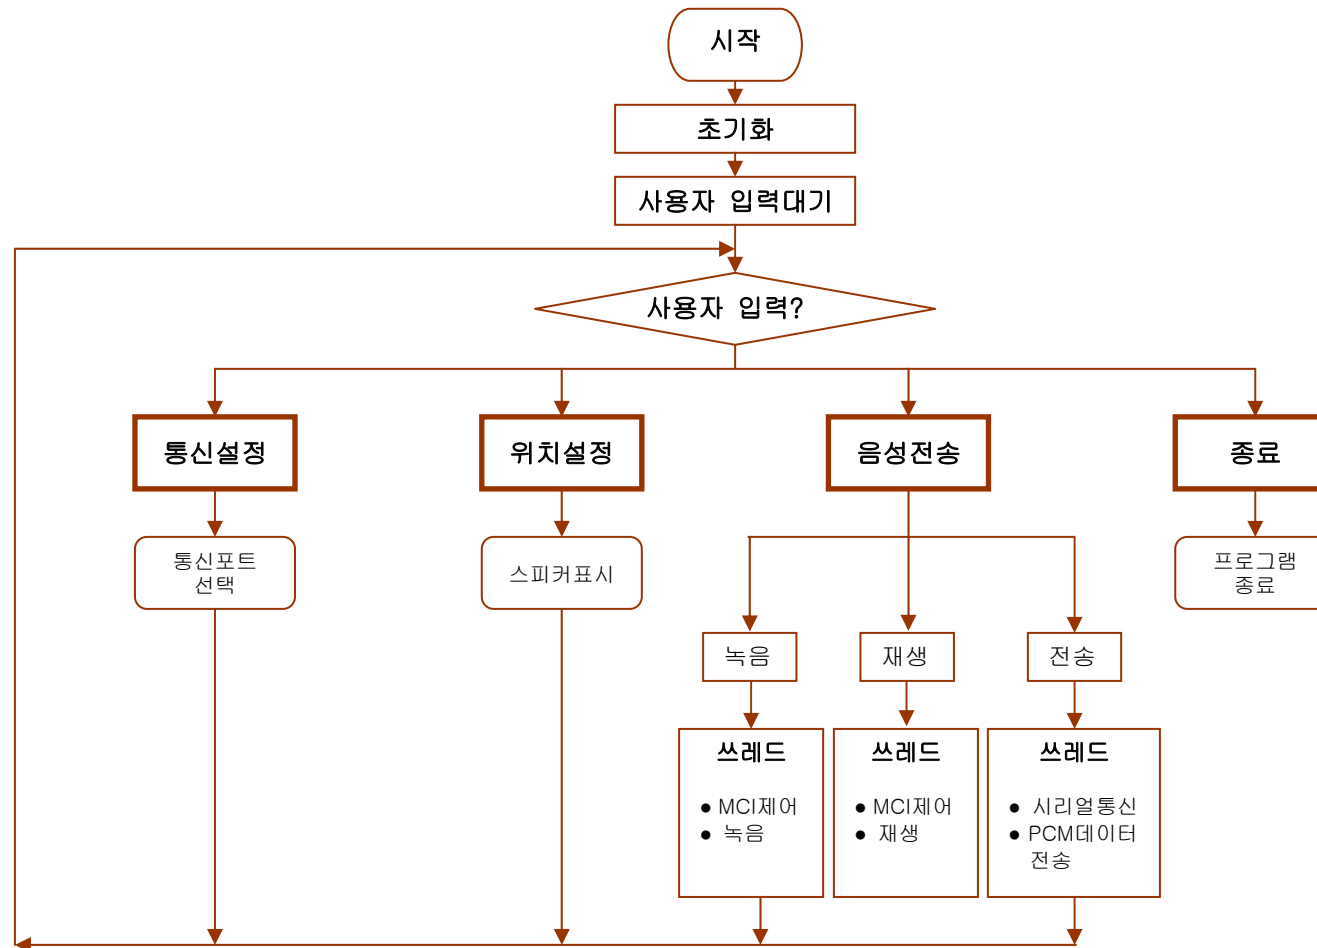 시작
초기화
사용자 입력대기
사용자 입력?
통신설정
위치설정
음성전송
종료
통신포트
선택
스피커표시
프로그램
종료
녹음
재생
전송
쓰레드
● MCI제어
● 녹음
쓰레드
● MCI제어
● 재생
쓰레드
● 시리얼통신
● PCM데이터
전송